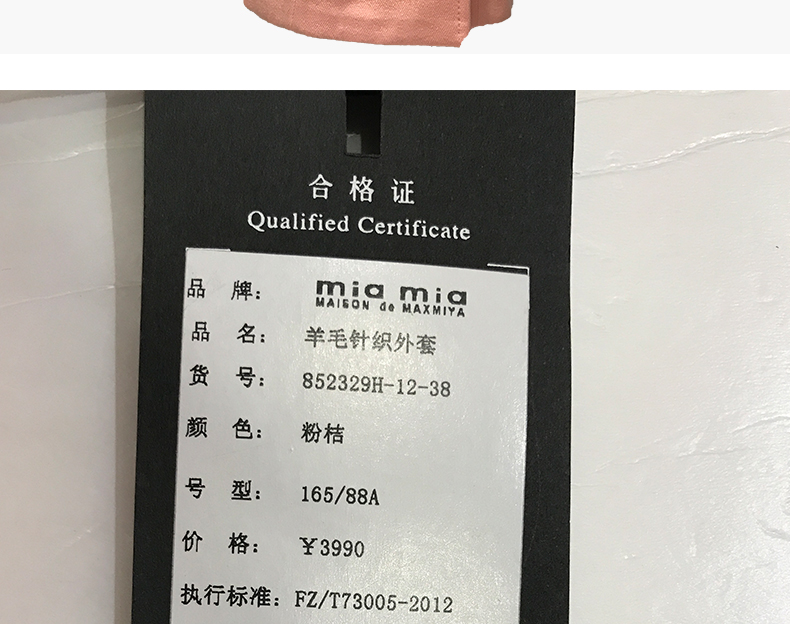 合格证
Qualified Certificate
品 牌: mia mia
MAISON de MAXMIYA
品 名: 羊毛针织外套
货 号: 852329H-12-38
颜 色: 粉桔
号 型: 165/88A
价 格: ¥3990
执行标准: FZ/T73005-2012